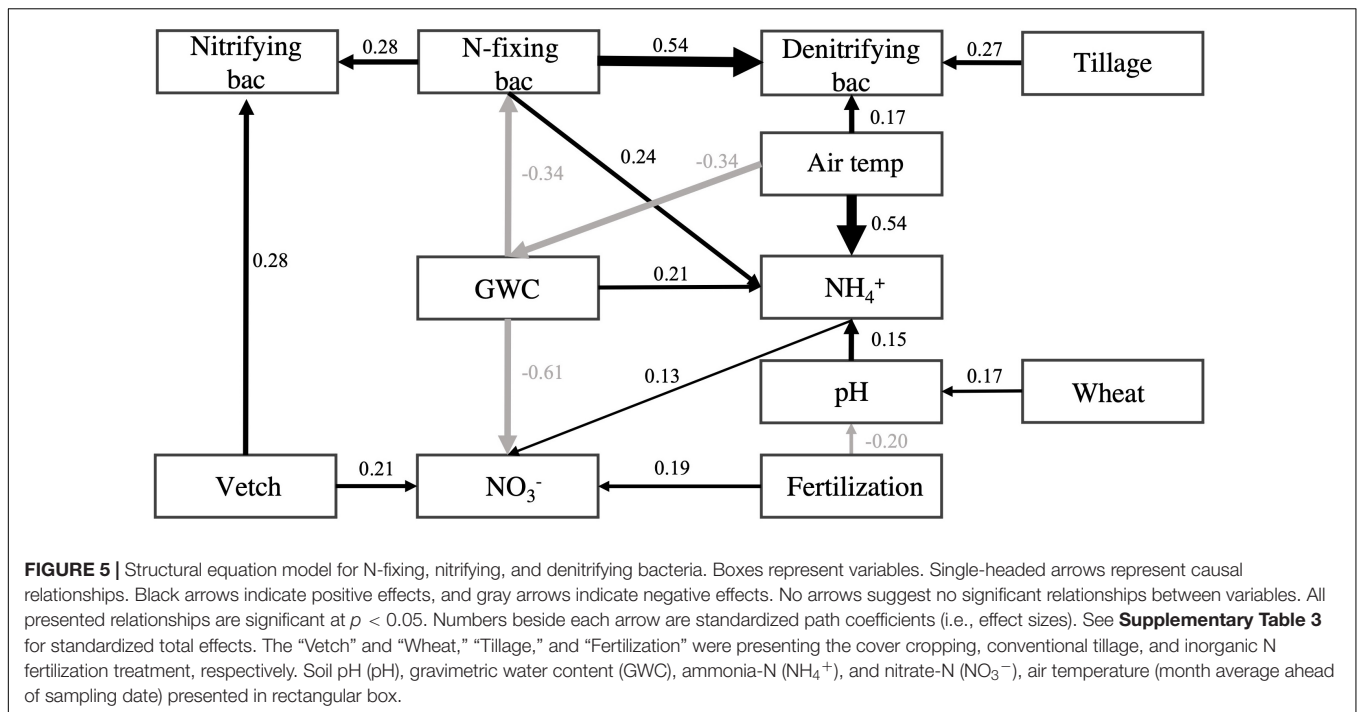 Nitrifying
bac
0.28
N-fixing
bac
0.54
Denitrifying
bac
0.27
Tillage
0.17
-0.34
0.24
-0.34
Air temp
0.54
0.28
GWC
0.21
NH₄⁺
0.15
-0.61
0.13
pH
0.17
Wheat
-0.20
Vetch
0.21
NO₃⁻
0.19
Fertilization
FIGURE 5 | Structural equation model for N-fixing, nitrifying, and denitrifying bacteria. Boxes represent variables. Single-headed arrows represent causal
relationships. Black arrows indicate positive effects, and gray arrows indicate negative effects. No arrows suggest no significant relationships between variables. All
presented relationships are significant at p < 0.05. Numbers beside each arrow are standardized path coefficients (i.e., effect sizes). See Supplementary Table 3
for standardized total effects. The “Vetch” and “Wheat,” “Tillage,” and “Fertilization” were presenting the cover cropping, conventional tillage, and inorganic N
fertilization treatment, respectively. Soil pH (pH), gravimetric water content (GWC), ammonia-N (NH₄⁺), and nitrate-N (NO₃⁻), air temperature (month average ahead
of sampling date) presented in rectangular box.